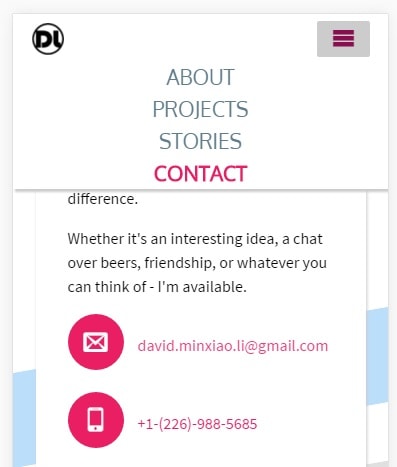 DL
ABOUT
PROJECTS
STORIES
CONTACT
difference.
Whether it's an interesting idea, a chat
over beers, friendship, or whatever you
can think of - I'm available.
david.minxiao.li@gmail.com
+1-(226)-988-5685